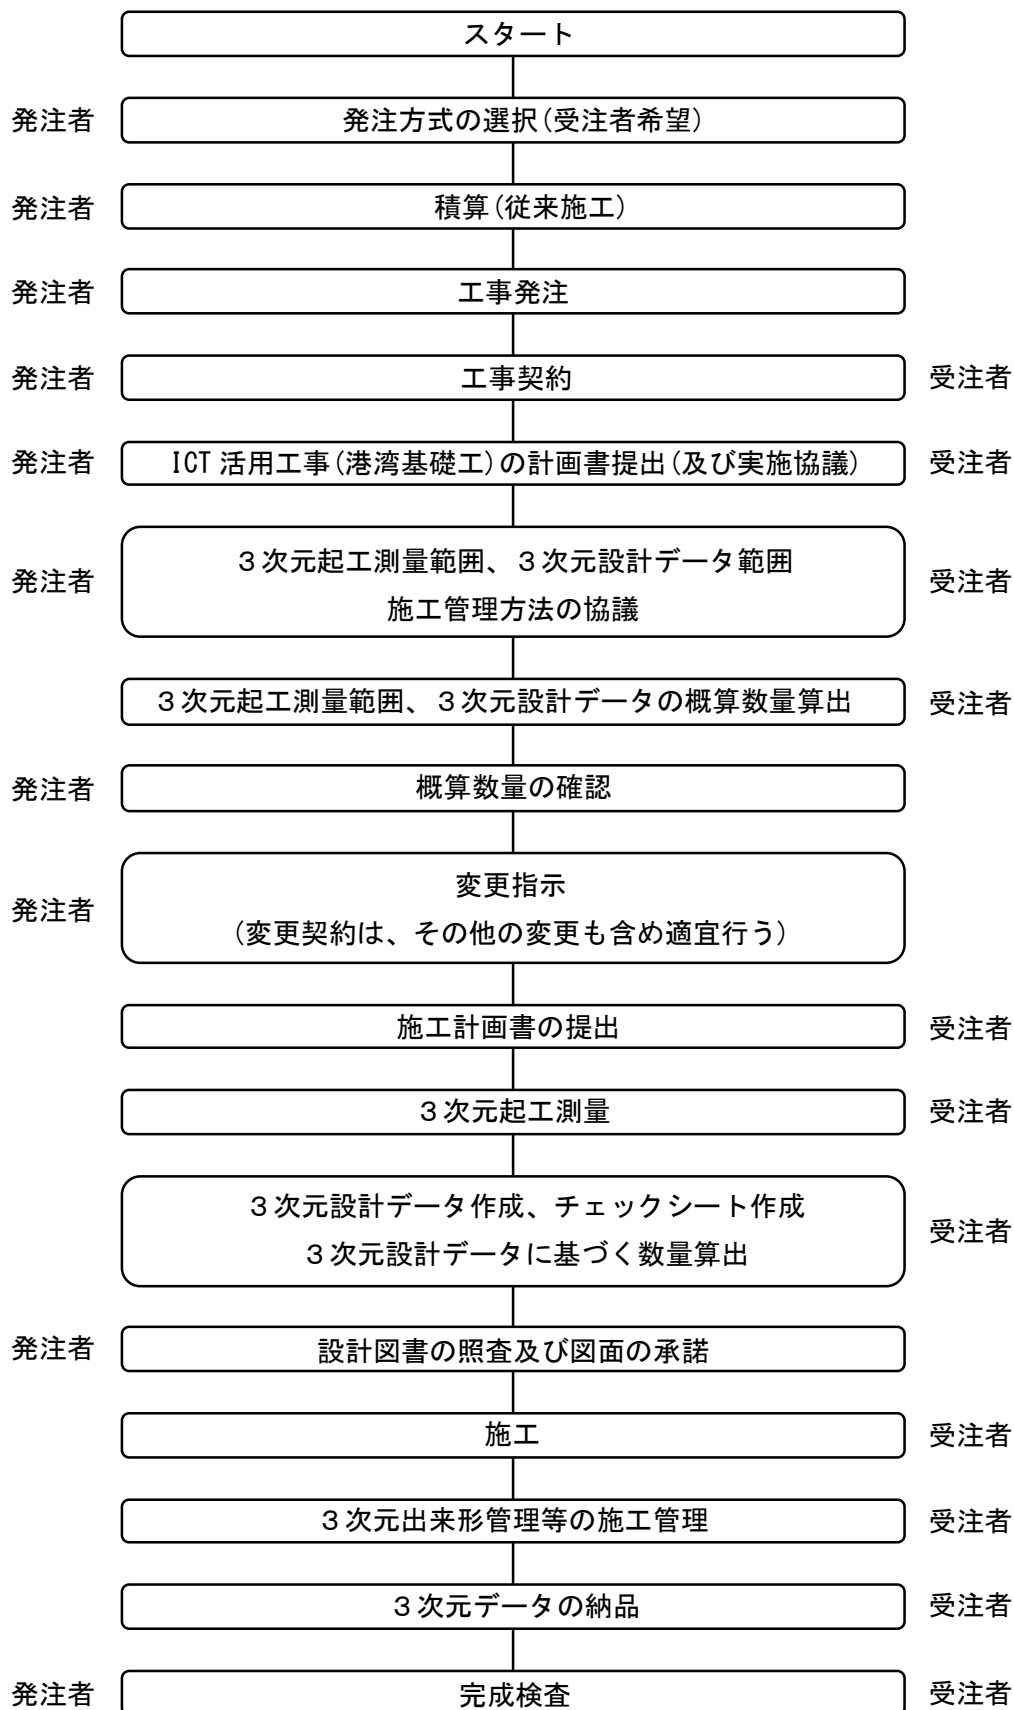 スタート
発注者 発注方式の選択(受注者希望)
発注者 積算(従来施工)
発注者 工事発注
発注者 工事契約 受注者
発注者 ICT 活用工事(港湾基礎工)の計画書提出(及び実施協議) 受注者
3次元起工測量範囲、3次元設計データ範囲
発注者 施工管理方法の協議 受注者
3次元起工測量範囲、3次元設計データの概算数量算出 受注者
発注者 概算数量の確認
変更指示
発注者 (変更契約は、その他の変更も含め適宜行う)
施工計画書の提出 受注者
3次元起工測量 受注者
3次元設計データ作成、チェックシート作成
3次元設計データに基づく数量算出 受注者
発注者 設計図書の照査及び図面の承諾
施工 受注者
3次元出来形管理等の施工管理 受注者
3次元データの納品 受注者
発注者 完成検査 受注者